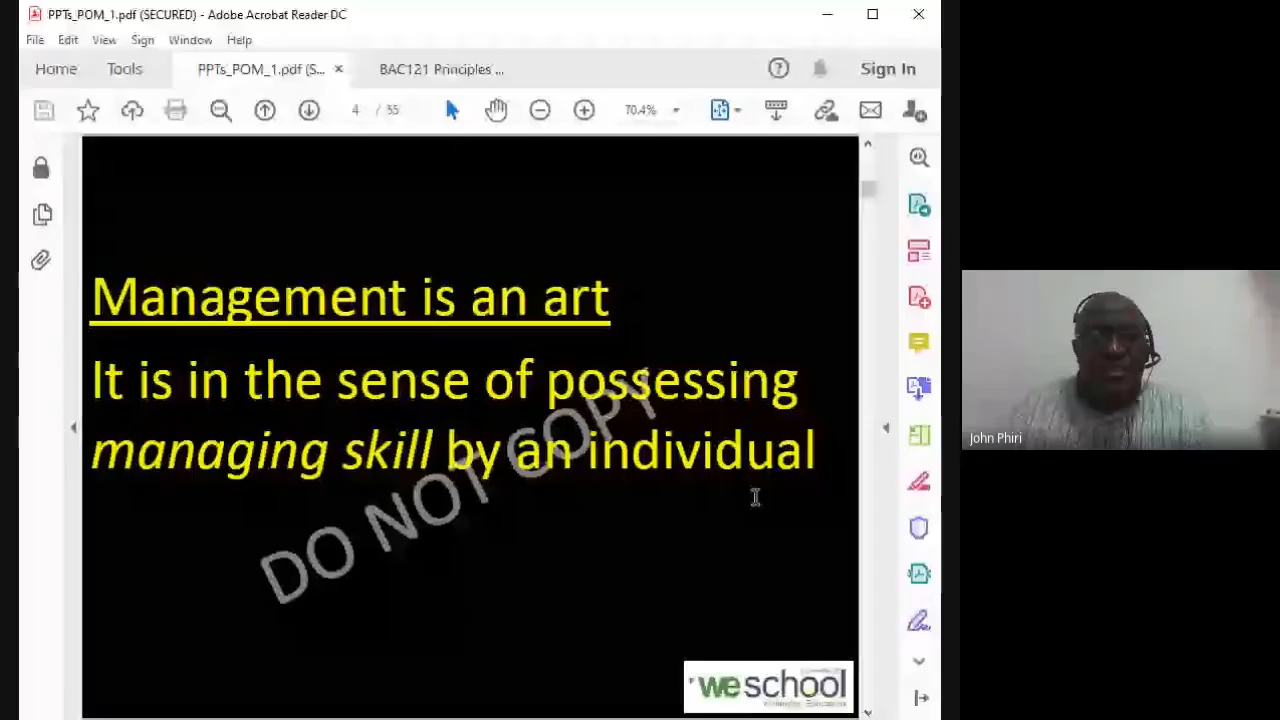 PPTs_POM_1.pdf (SECURED) - Adobe Acrobat Reader DC
File Edit View Sign Window Help
Home Tools PPTs_POM_1.pdf (S... × BAC121 Principles ... Sign In
4 / 55 70.4%
Management is an art
It is in the sense of possessing
managing skill by an individual
DO NOT COPY
weschool
John Phiri